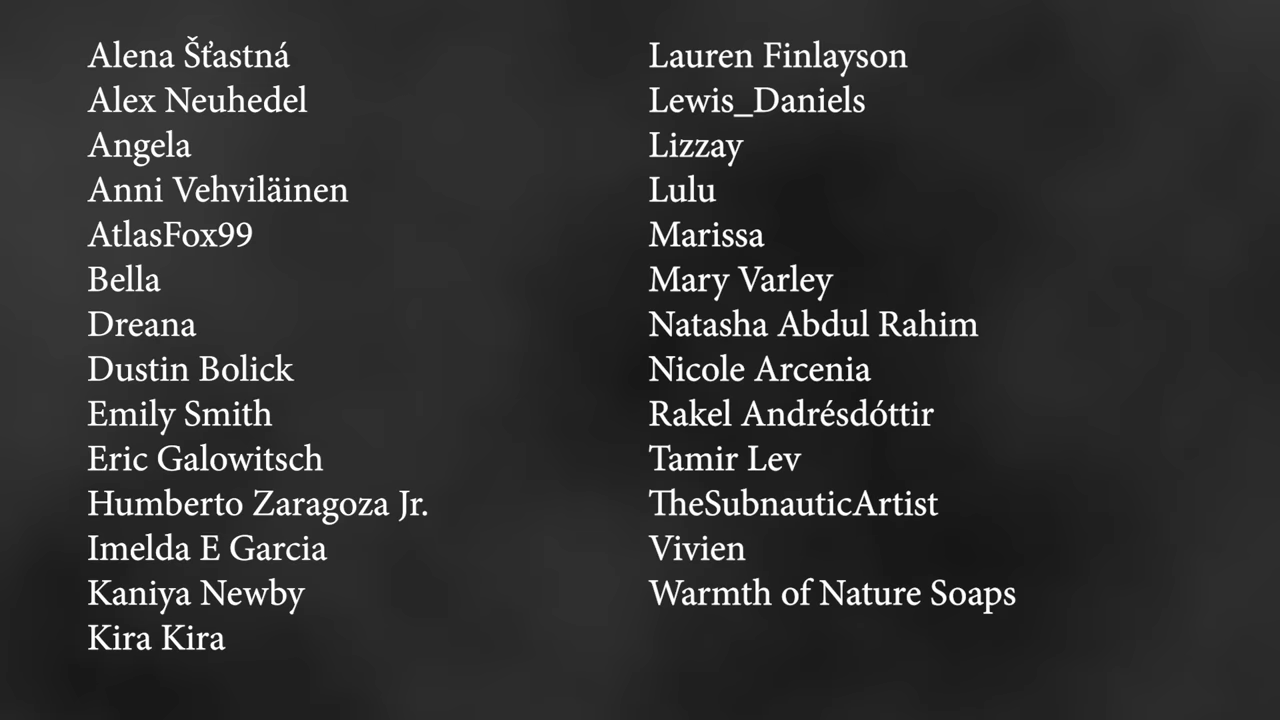 Alena Šťastná
Alex Neuhedel
Angela
Anni Vehviläinen
AtlasFox99
Bella
Dreana
Dustin Bolick
Emily Smith
Eric Galowitsch
Humberto Zaragoza Jr.
Imelda E Garcia
Kaniya Newby
Kira Kira
Lauren Finlayson
Lewis_Daniels
Lizzay
Lulu
Marissa
Mary Varley
Natasha Abdul Rahim
Nicole Arcenia
Rakel Andrésdóttir
Tamir Lev
TheSubnauticArtist
Vivien
Warmth of Nature Soaps